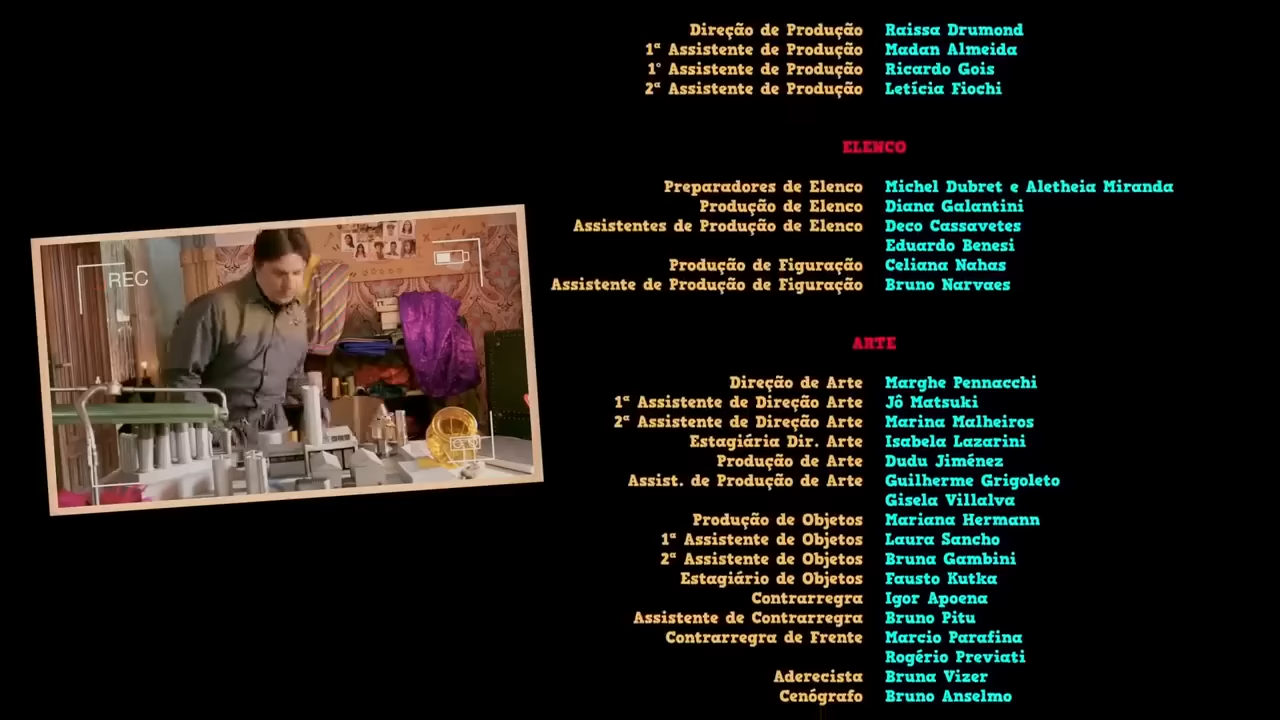 Direção de Produção Raissa Drumond
1ª Assistente de Produção Madan Almeida
1º Assistente de Produção Ricardo Gois
2ª Assistente de Produção Letícia Fiochi
ELENCO
Preparadores de Elenco Michel Dubret e Aletheia Miranda
Produção de Elenco Diana Galantini
Assistentes de Produção de Elenco Deco Cassavetes
Eduardo Benesi
Produção de Figuração Celiana Nahas
Assistente de Produção de Figuração Bruno Narvaes
REC
ARTE
Direção de Arte Marghe Pennacchi
1ª Assistente de Direção Arte Jô Matsuki
2ª Assistente de Direção Arte Marina Malheiros
Estagiária Dir. Arte Isabela Lazarini
Produção de Arte Dudu Jiménez
Assist. de Produção de Arte Guilherme Grigoleto
Gisela Villalva
Produção de Objetos Mariana Hermann
1ª Assistente de Objetos Laura Sancho
2ª Assistente de Objetos Bruna Gambini
Estagiário de Objetos Fausto Kutka
Contrarregra Igor Apoena
Assistente de Contrarregra Bruno Pitu
Contrarregra de Frente Marcio Parafina
Rogério Previati
Aderecista Bruna Vizer
Cenógrafo Bruno Anselmo